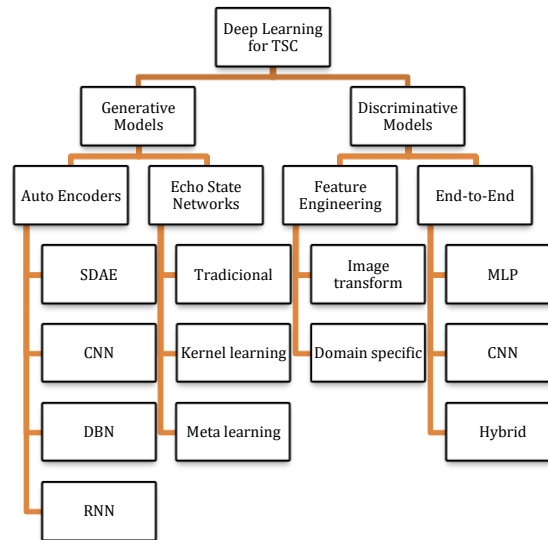 Deep Learning
for TSC
Generative
Models
Discriminative
Models
Auto Encoders
Echo State
Networks
Feature
Engineering
End-to-End
SDAE
Tradicional
Image
transform
MLP
CNN
Kernel learning
Domain specific
CNN
DBN
Meta learning
Hybrid
RNN